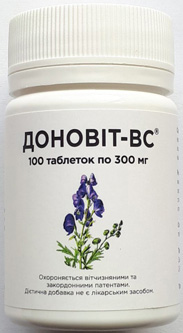 ДОНОВІТ-ВС®
100 таблеток по 300 мг
Охороняється вітчизняними та
закордонними патентами.
Дієтична добавка не є лікарським засобом.